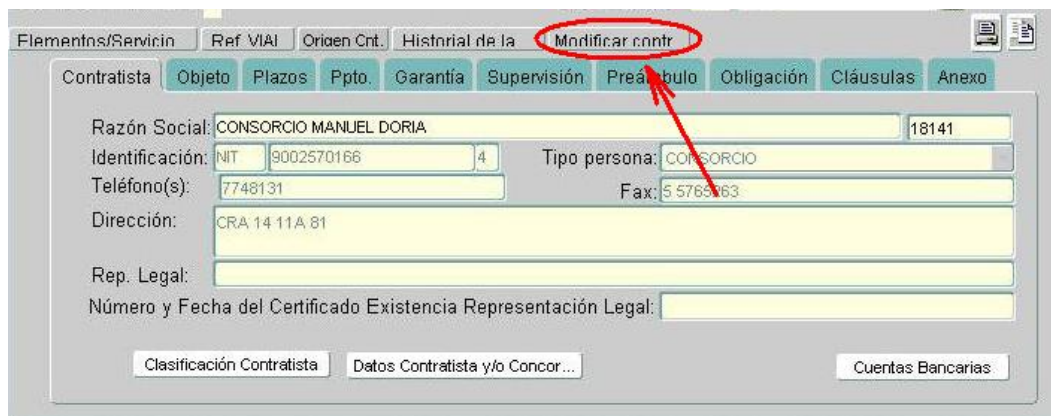 Elementos/Servicio Ref VIAL Origen Cnt. Historial de la Modificar contr
Contratista Objeto Plazos Ppto. Garantía Supervisión Preámbulo Obligación Cláusulas Anexo
Razón Social: CONSORCIO MANUEL DORIA 18141
Identificación: NIT 9002570166 4 Tipo persona: CONSORCIO
Teléfono(s): 7748131 Fax: 5
Dirección: CRA 14 11A 81
Rep. Legal:
Número y Fecha del Certificado Existencia Representación Legal:
Clasificación Contratista Datos Contratista y/o Concor... Cuentas Bancarias